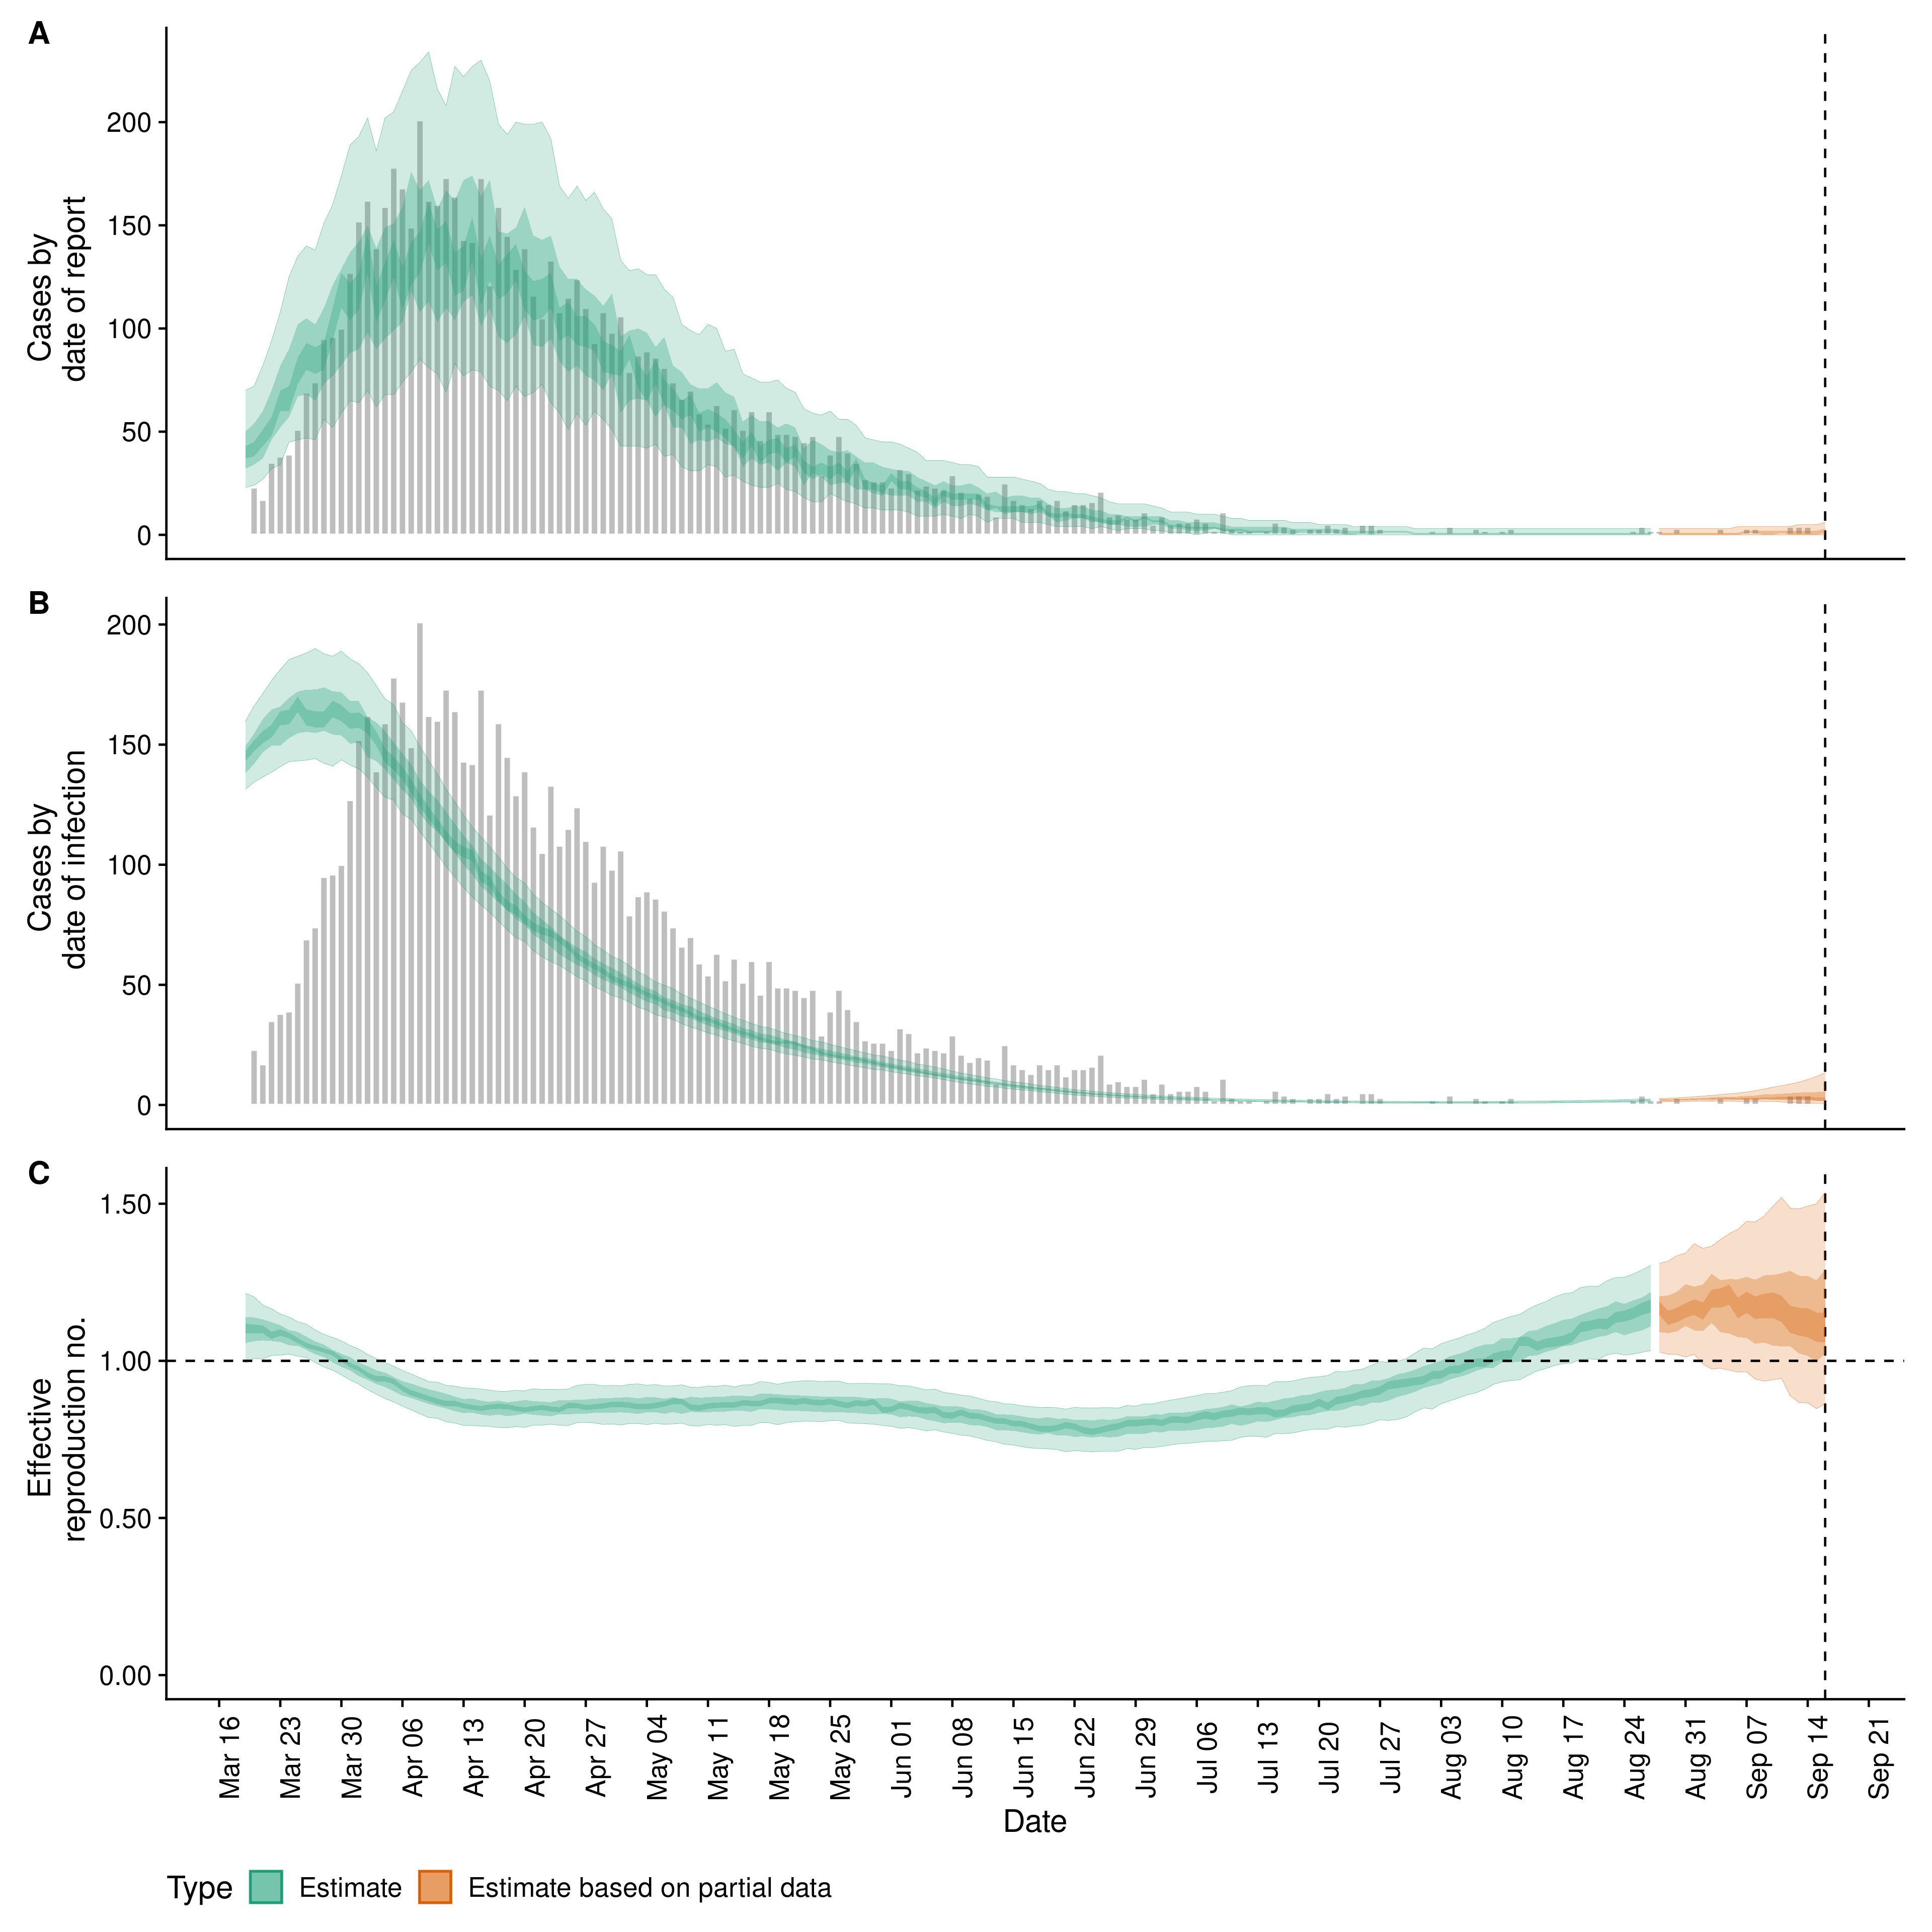 A
Cases by
date of report
200
150
100
50
0
B
Cases by
date of infection
200
150
100
50
0
C
Effective
reproduction no.
1.50
1.00
0.50
0.00
Mar 16
Mar 23
Mar 30
Apr 06
Apr 13
Apr 20
Apr 27
May 04
May 11
May 18
May 25
Jun 01
Jun 08
Jun 15
Jun 22
Jun 29
Jul 06
Jul 13
Jul 20
Jul 27
Aug 03
Aug 10
Aug 17
Aug 24
Aug 31
Sep 07
Sep 14
Sep 21
Date
Type Estimate Estimate based on partial data